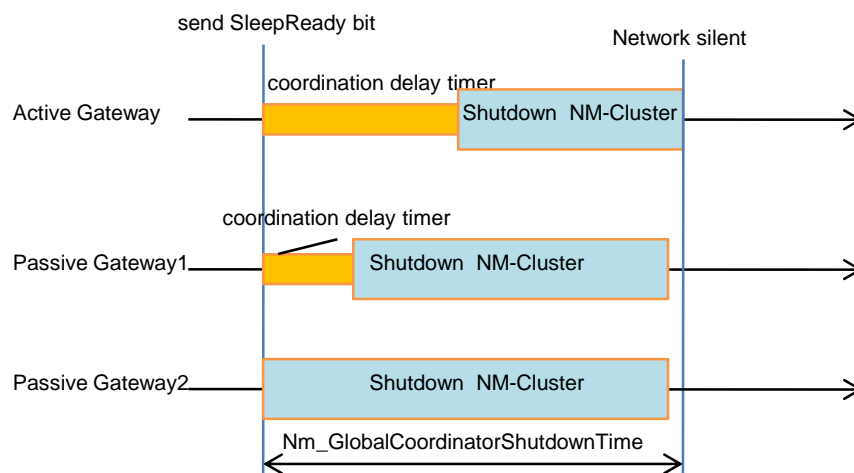 send SleepReady bit
Network silent
coordination delay timer
Active Gateway
Shutdown NM-Cluster
coordination delay timer
Passive Gateway1
Shutdown NM-Cluster
Passive Gateway2
Shutdown NM-Cluster
Nm_GlobalCoordinatorShutdownTime